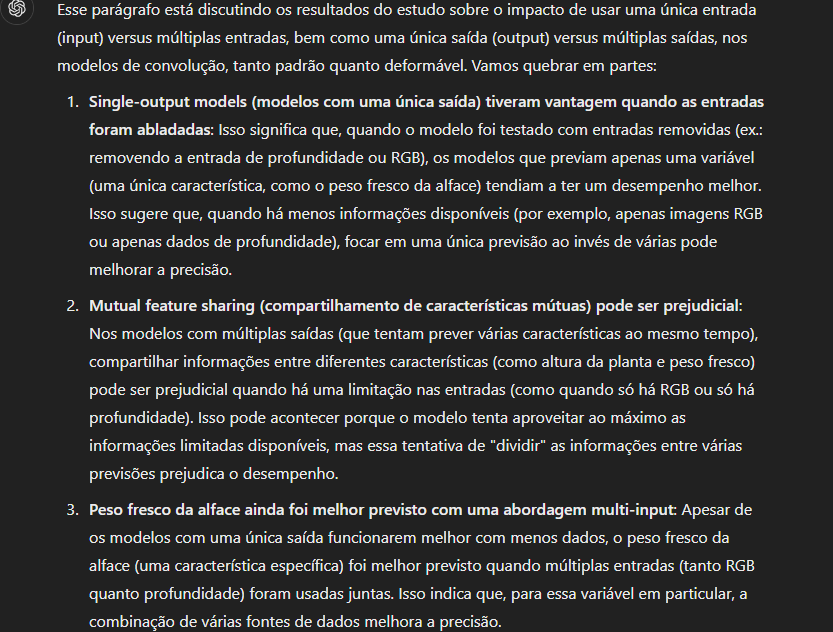 Esse parágrafo está discutindo os resultados do estudo sobre o impacto de usar uma única entrada
(input) versus múltiplas entradas, bem como uma única saída (output) versus múltiplas saídas, nos
modelos de convolução, tanto padrão quanto deformável. Vamos quebrar em partes:
1. Single-output models (modelos com uma única saída) tiveram vantagem quando as entradas
foram abladadas: Isso significa que, quando o modelo foi testado com entradas removidas (ex.:
removendo a entrada de profundidade ou RGB), os modelos que previam apenas uma variável
(uma única característica, como o peso fresco da alface) tendiam a ter um desempenho melhor.
Isso sugere que, quando há menos informações disponíveis (por exemplo, apenas imagens RGB
ou apenas dados de profundidade), focar em uma única previsão ao invés de várias pode
melhorar a precisão.
2. Mutual feature sharing (compartilhamento de características mútuas) pode ser prejudicial:
Nos modelos com múltiplas saídas (que tentam prever várias características ao mesmo tempo),
compartilhar informações entre diferentes características (como altura da planta e peso fresco)
pode ser prejudicial quando há uma limitação nas entradas (como quando só há RGB ou só há
profundidade). Isso pode acontecer porque o modelo tenta aproveitar ao máximo as
informações limitadas disponíveis, mas essa tentativa de "dividir" as informações entre várias
previsões prejudica o desempenho.
3. Peso fresco da alface ainda foi melhor previsto com uma abordagem multi-input: Apesar de
os modelos com uma única saída funcionarem melhor com menos dados, o peso fresco da
alface (uma característica específica) foi melhor previsto quando múltiplas entradas (tanto RGB
quanto profundidade) foram usadas juntas. Isso indica que, para essa variável em particular, a
combinação de várias fontes de dados melhora a precisão.